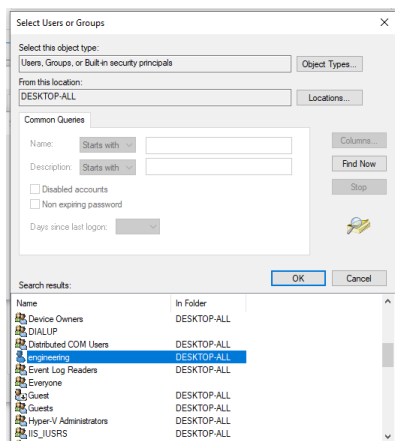 Select Users or Groups
Select this object type:
Users, Groups, or Built-in security principals
Object Types...
From this location:
DESKTOP-ALL
Locations...
Common Queries
Name:
Starts with
Columns...
Description:
Starts with
Find Now
Disabled accounts
Stop
Non expiring password
Days since last logon:
OK
Cancel
Search results:
Name In Folder
Device Owners DESKTOP-ALL
DIALUP
Distributed COM Users DESKTOP-ALL
engineering DESKTOP-ALL
Event Log Readers DESKTOP-ALL
Everyone
Guest DESKTOP-ALL
Guests DESKTOP-ALL
Hyper-V Administrators DESKTOP-ALL
IIS_IUSRS DESKTOP-ALL